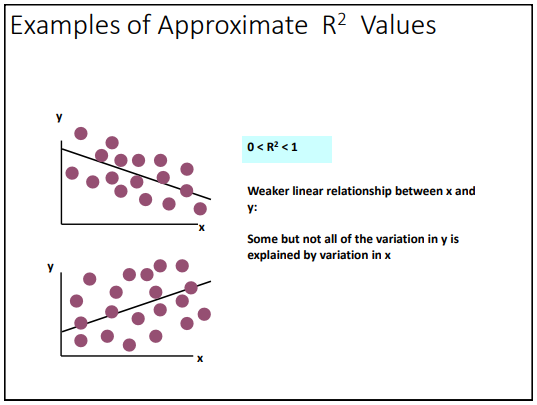 Examples of Approximate R² Values
y
x
0 < R² < 1
Weaker linear relationship between x and
y:
Some but not all of the variation in y is
explained by variation in x
y
x